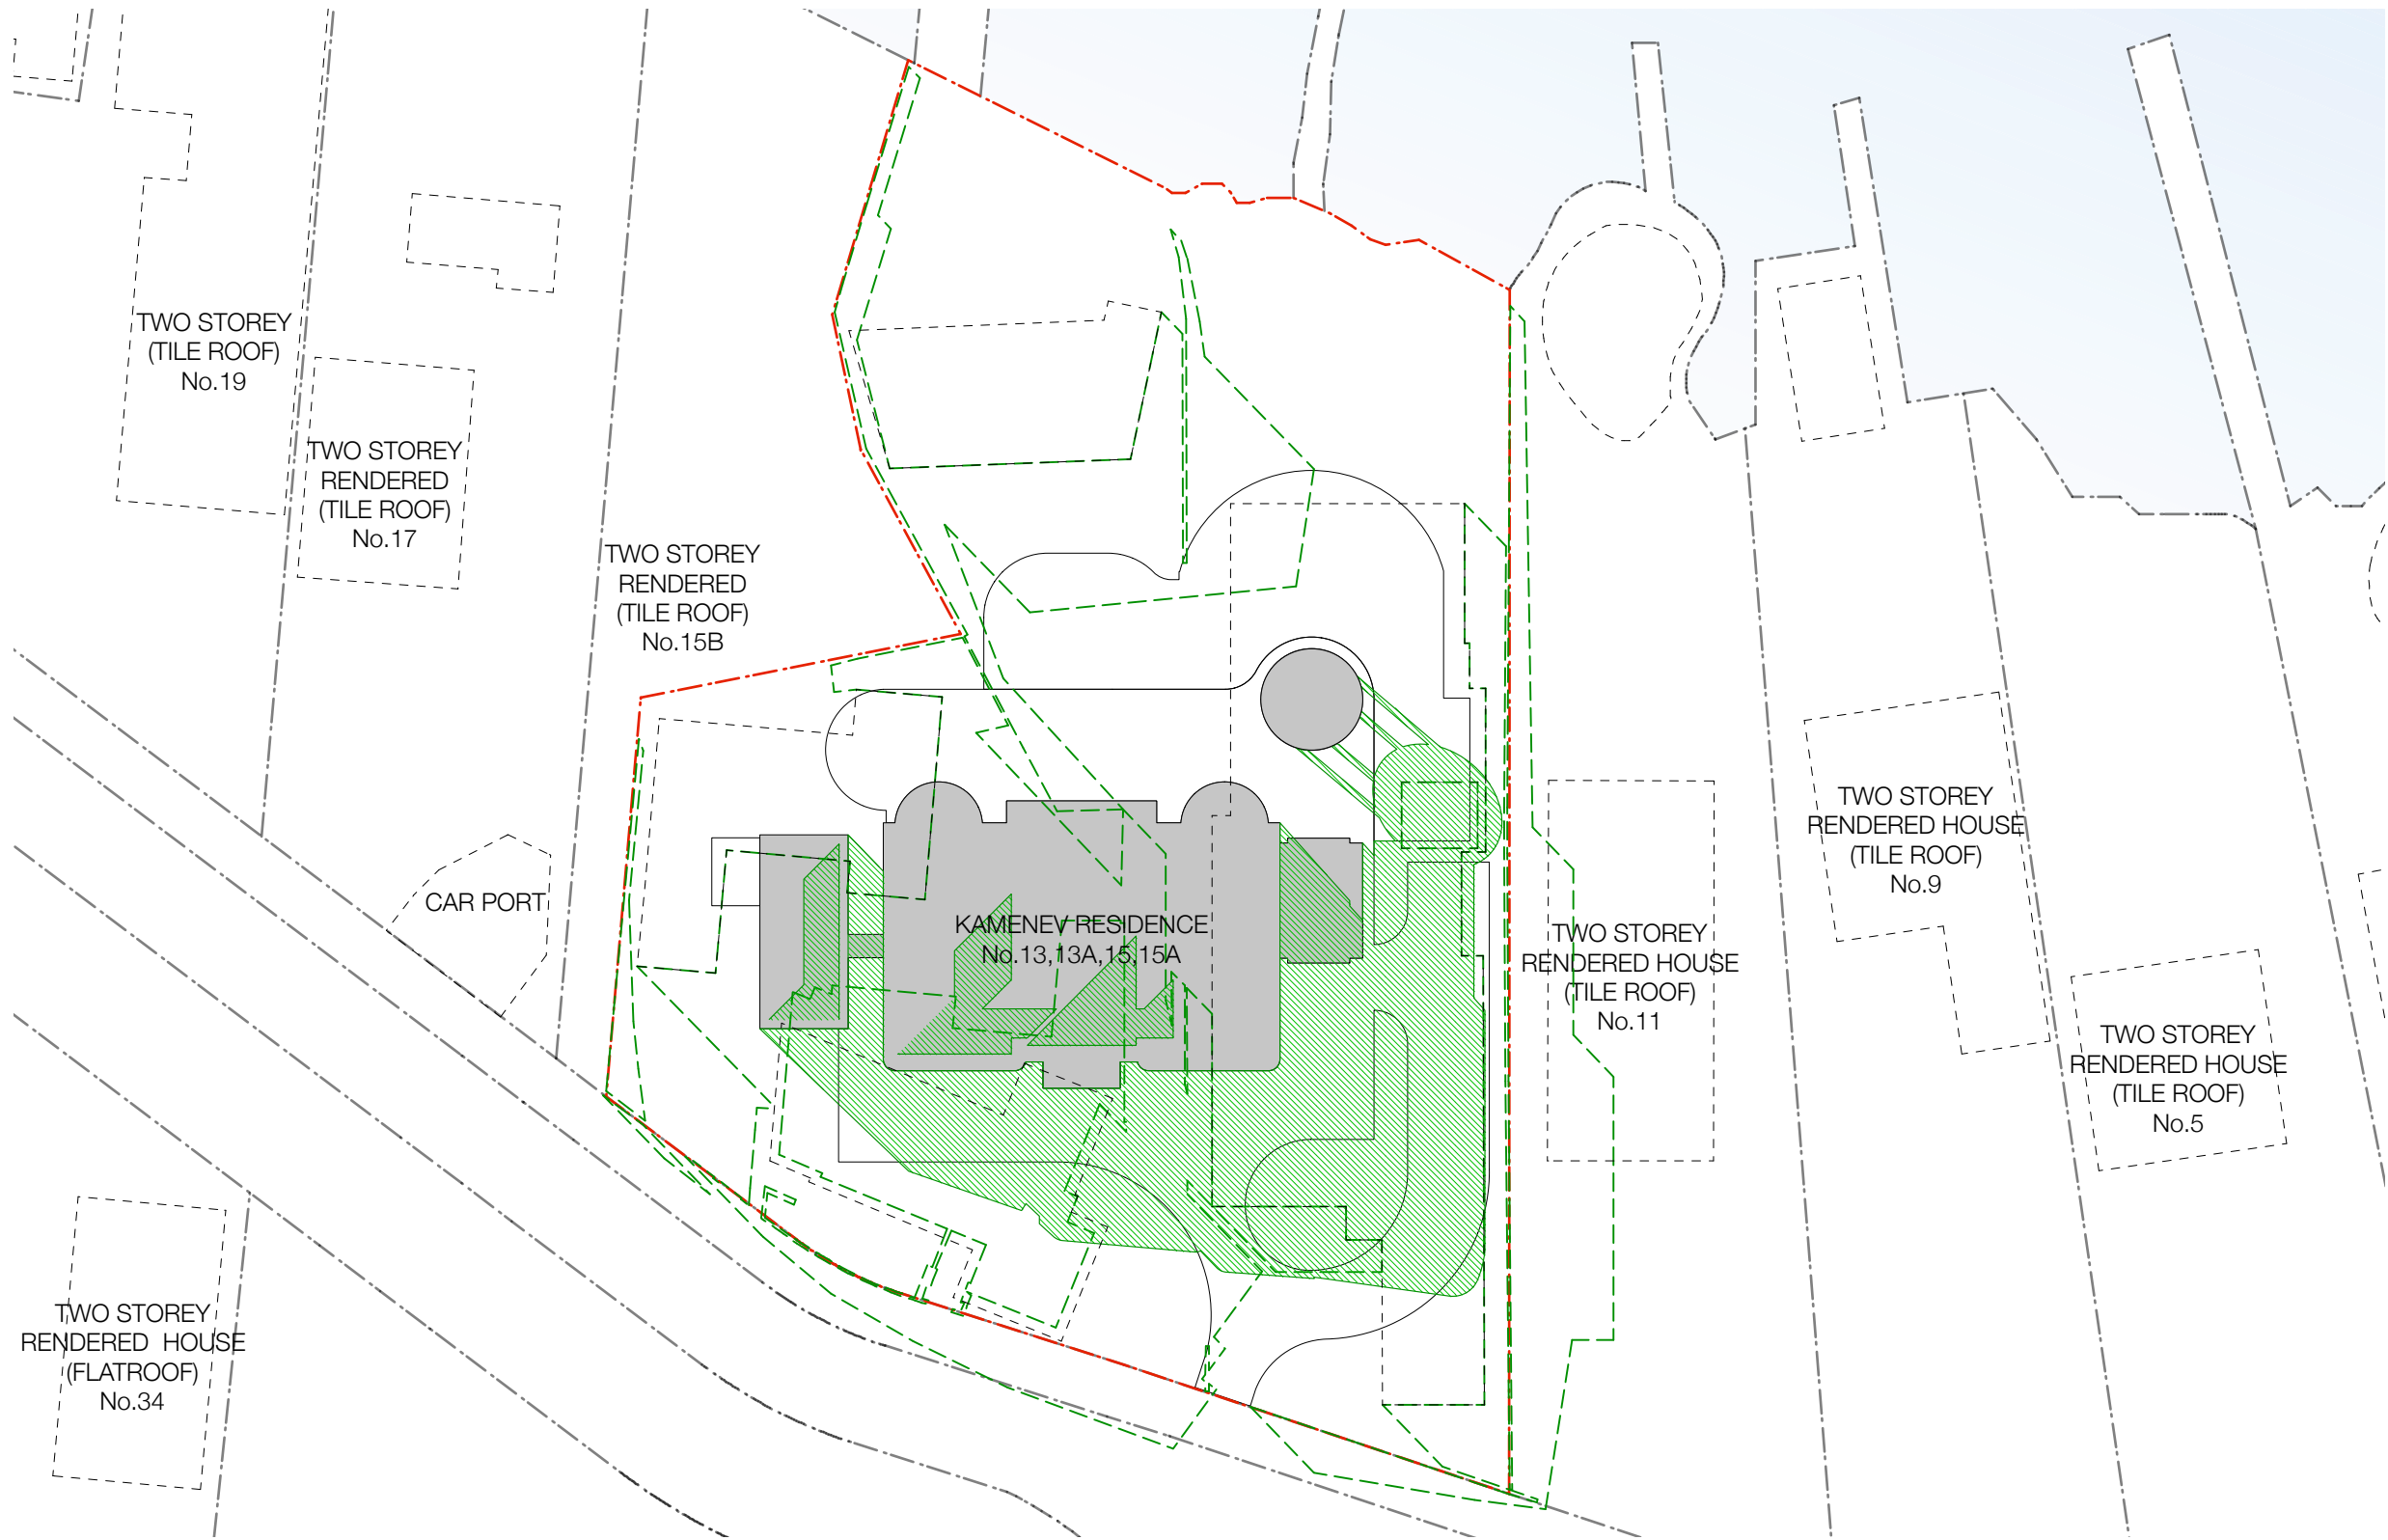 TWO STOREY
(TILE ROOF)
No.19
TWO STOREY
RENDERED
(TILE ROOF)
No.17
TWO STOREY
RENDERED
(TILE ROOF)
No.15B
CAR PORT
KAMENEV RESIDENCE
No.13,13A,15,15A
TWO STOREY
RENDERED HOUSE
(TILE ROOF)
No.11
TWO STOREY
RENDERED HOUSE
(TILE ROOF)
No.9
TWO STOREY
RENDERED HOUSE
(TILE ROOF)
No.5
TWO STOREY
RENDERED HOUSE
(FLATROOF)
No.34